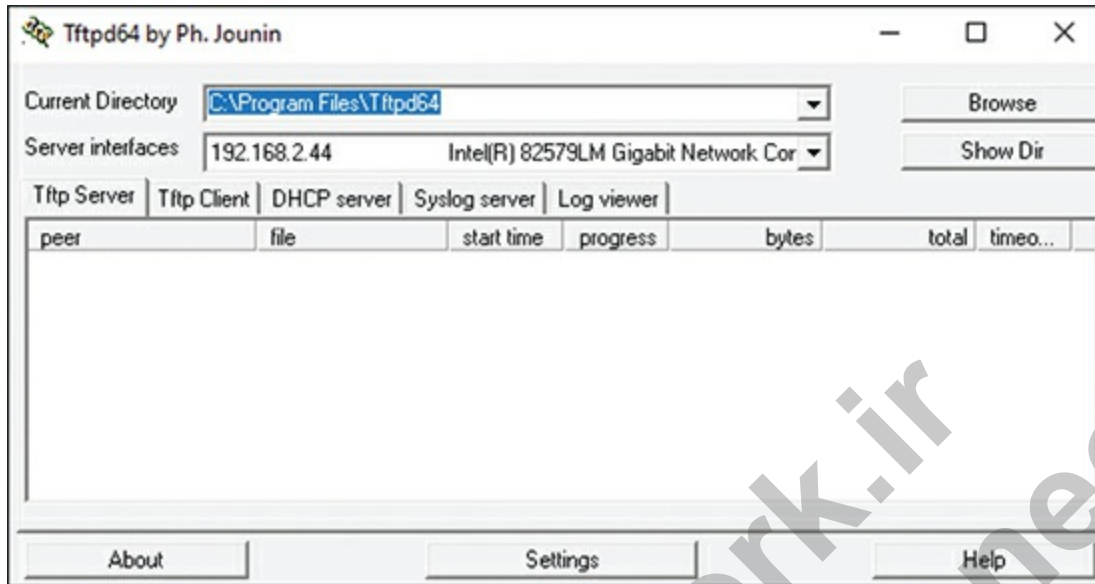 Tftpd64 by Ph. Jounin
Current Directory C:\Program Files\Tftpd64 Browse
Server interfaces 192.168.2.44 Intel(R) 82579LM Gigabit Network Cor Show Dir
Tftp Server Tftp Client DHCP server Syslog server Log viewer
peer file start time progress bytes total timeo...
About Settings Help
rk.ir